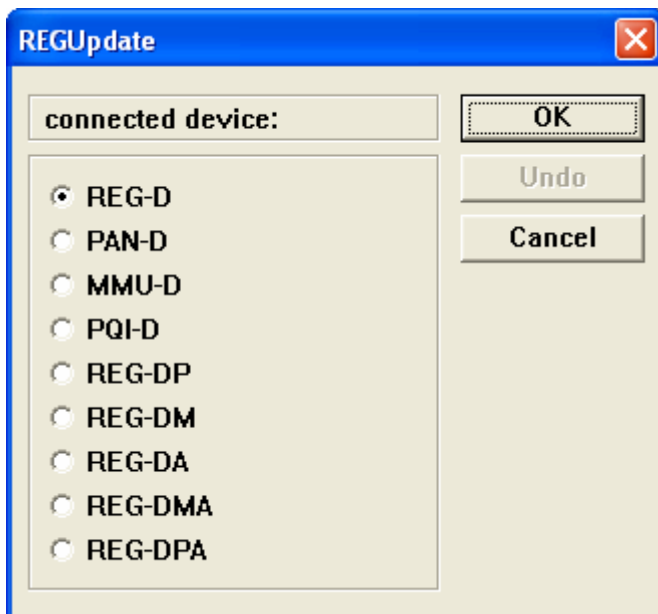 REGUpdate
connected device:
OK
Undo
Cancel
REG-D
PAN-D
MMU-D
PQI-D
REG-DP
REG-DM
REG-DA
REG-DMA
REG-DPA